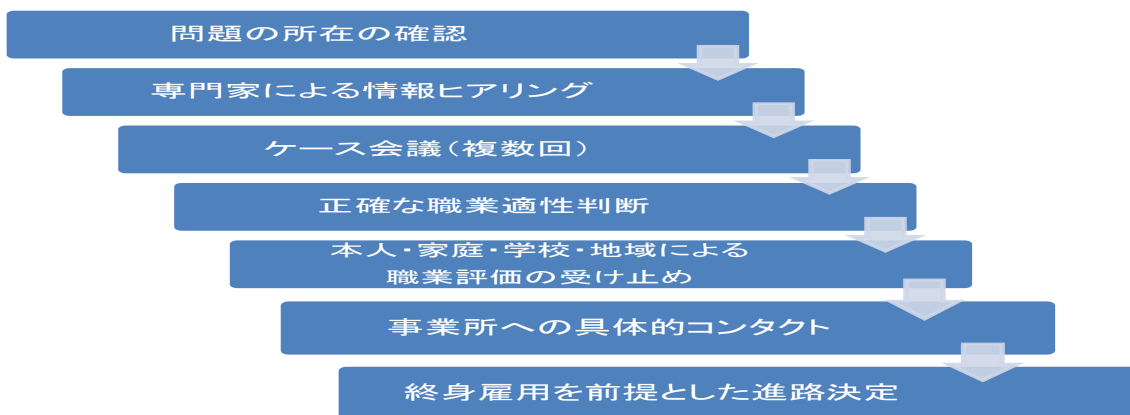 問題の所在の確認
専門家による情報ヒアリング
ケース会議(複数回)
正確な職業適性判断
本人・家庭・学校・地域による
職業評価の受け止め
事業所への具体的コンタクト
終身雇用を前提とした進路決定